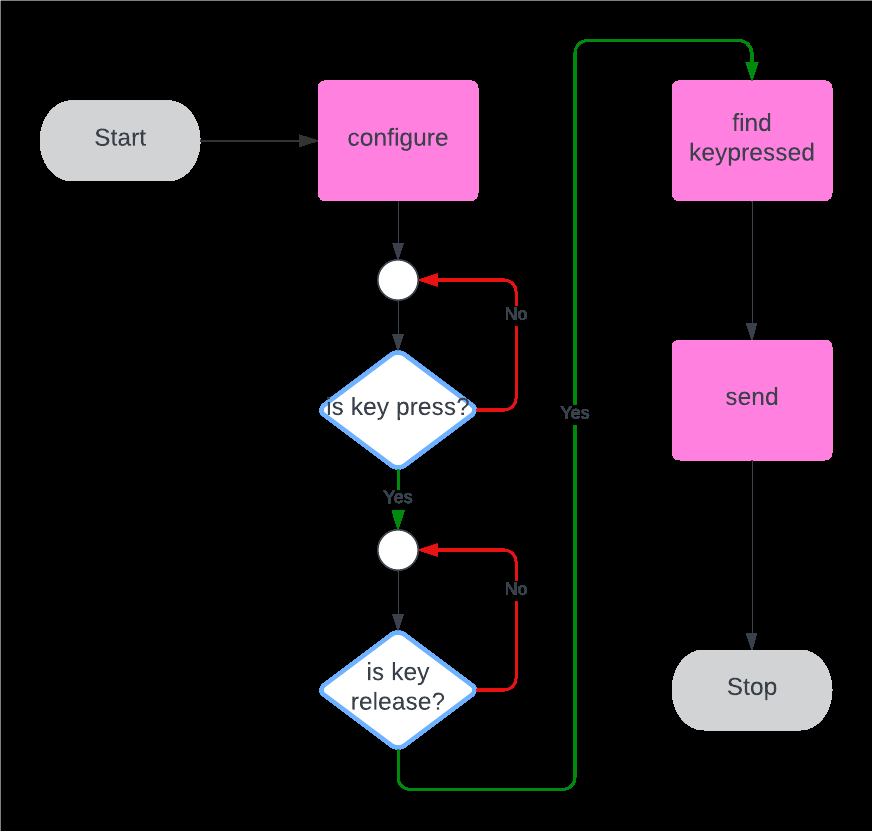 Start
configure
No
is key press?
Yes
No
is key
release?
Yes
find
keypressed
send
Stop